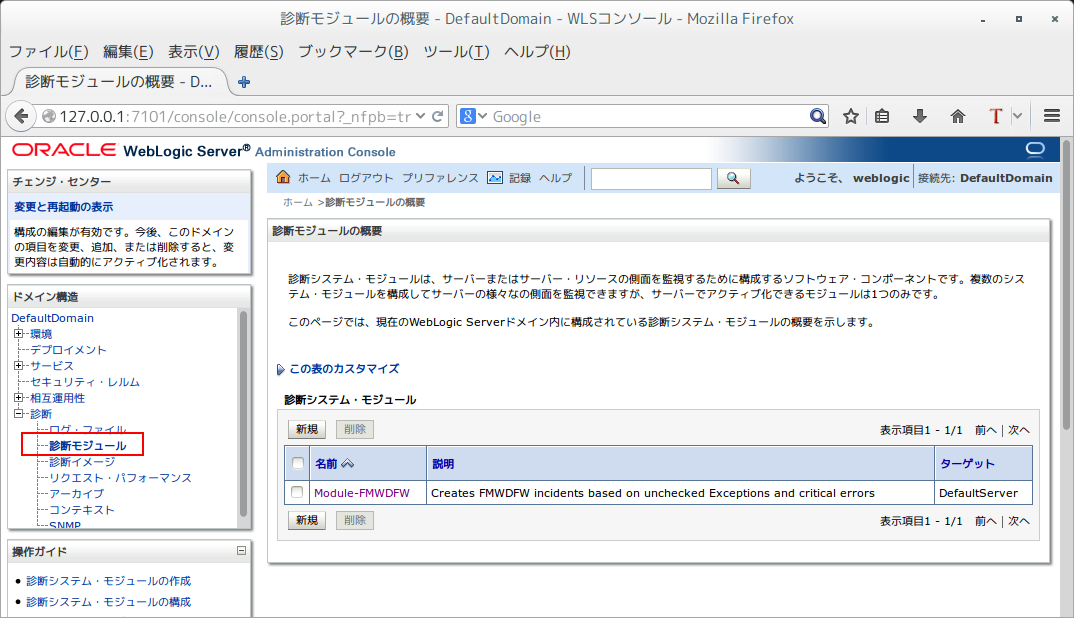 診断モジュールの概要 - DefaultDomain - WLSコンソール - Mozilla Firefox
ファイル(F) 編集(E) 表示(V) 履歴(S) ブックマーク(B) ツール(T) ヘルプ(H)
診断モジュールの概要 - D...
127.0.0.1:7101/console/console.portal?_nfpb=tr
Google
ORACLE WebLogic Server® Administration Console
チェンジ・センター
変更と再起動の表示
構成の編集が有効です。今後、このドメイン
の項目を変更、追加、または削除すると、変
更内容は自動的にアクティブ化されます。
ドメイン構造
DefaultDomain
環境
デプロイメント
サービス
セキュリティ・レルム
相互運用性
診断
ログ・ファイル
診断モジュール
診断イメージ
リクエスト・パフォーマンス
アーカイブ
コンテキスト
SNMP
操作ガイド
診断システム・モジュールの作成
診断システム・モジュールの構成
ホーム ログアウト プリファレンス 記録 ヘルプ
ようこそ、 weblogic 接続先: DefaultDomain
ホーム >診断モジュールの概要
診断モジュールの概要
診断システム・モジュールは、サーバーまたはサーバー・リソースの側面を監視するために構成するソフトウェア・コンポーネントです。複数のシス
テム・モジュールを構成してサーバーの様々なの側面を監視できますが、サーバーでアクティブ化できるモジュールは1つのみです。
このページでは、現在のWebLogic Serverドメイン内に構成されている診断システム・モジュールの概要を示します。
この表のカスタマイズ
診断システム・モジュール
新規 削除 表示項目1 - 1/1 前へ | 次へ
名前 説明 ターゲット
Module-FMWDFW Creates FMWDFW incidents based on unchecked Exceptions and critical errors DefaultServer
新規 削除 表示項目1 - 1/1 前へ | 次へ